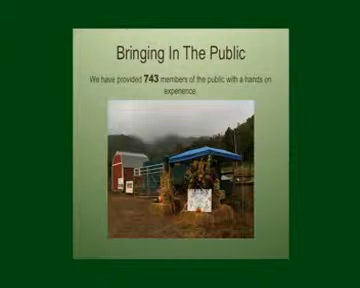 Bringing In The Public
We have provided 743 members of the public with a hands on
experience